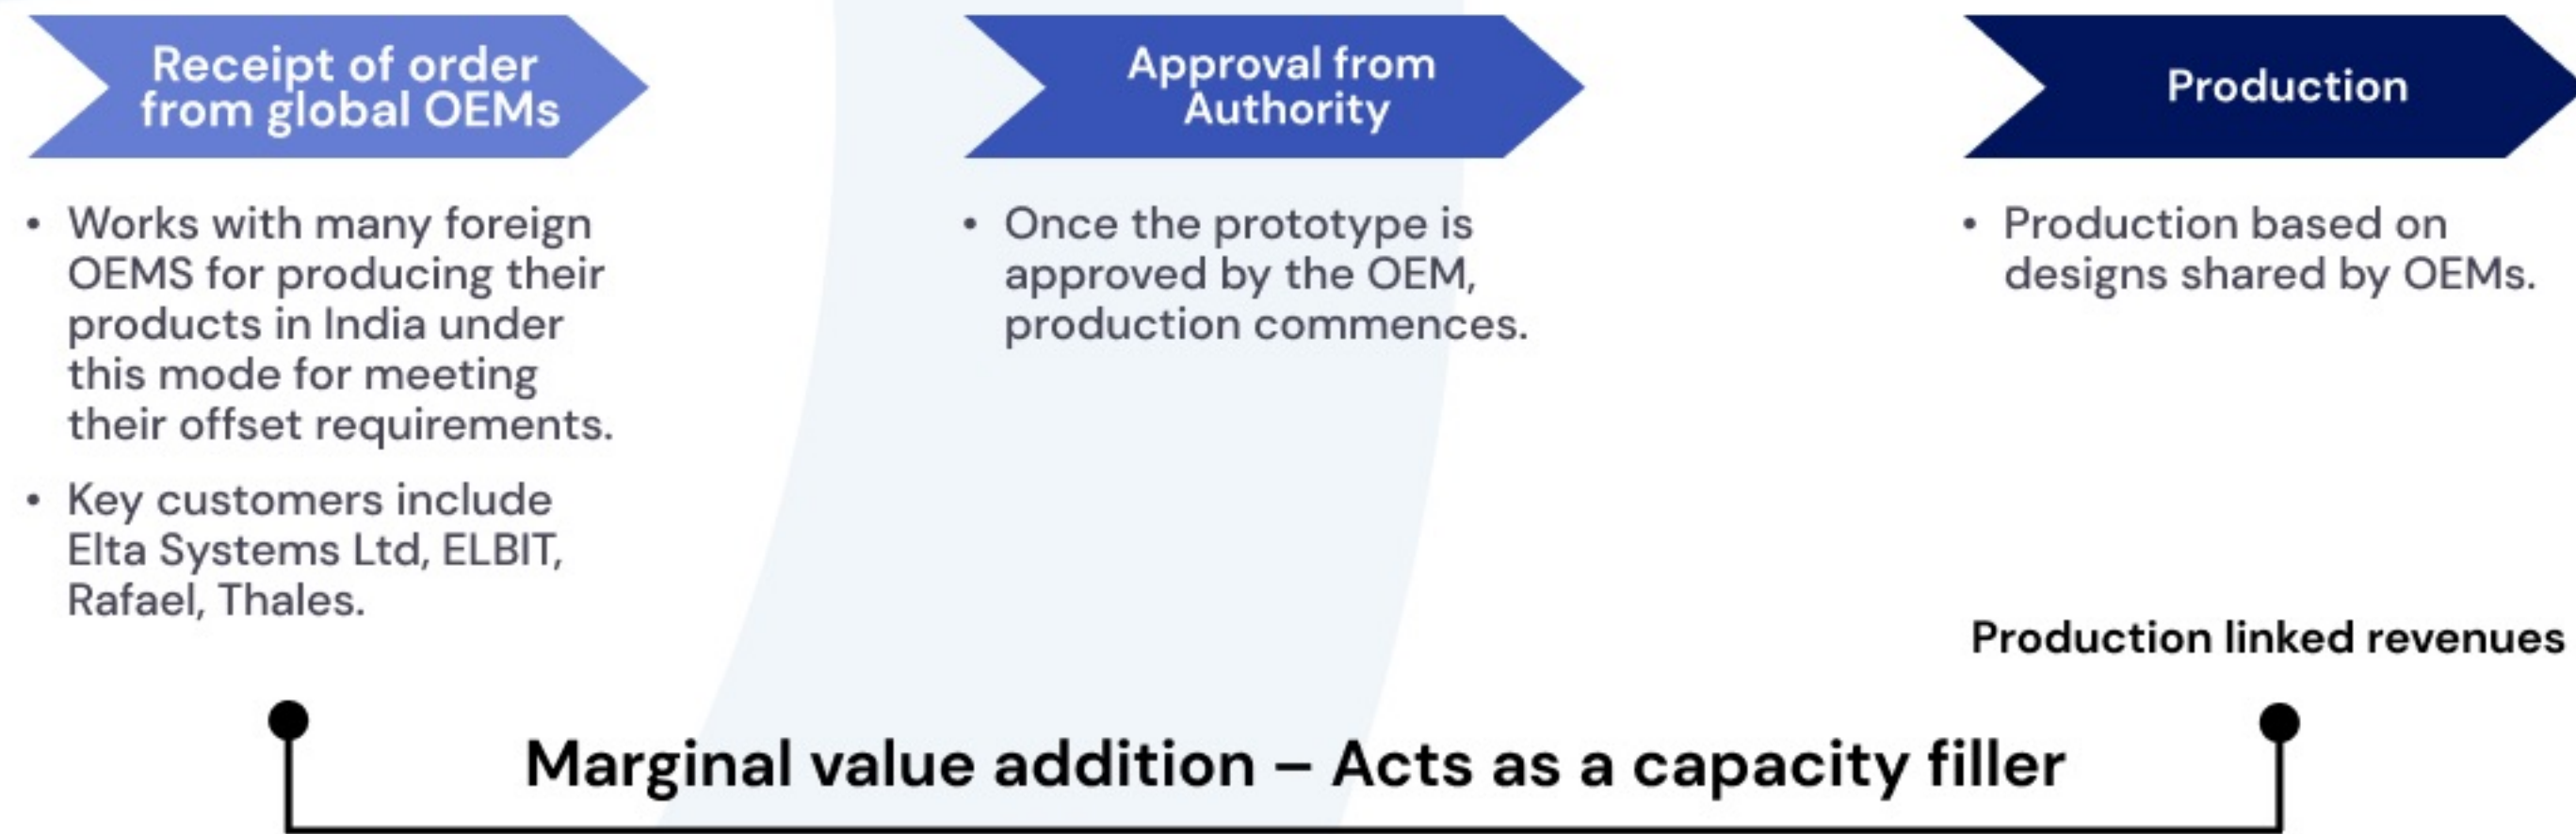 Receipt of order
from global OEMs
• Works with many foreign
OEMS for producing their
products in India under
this mode for meeting
their offset requirements.
• Key customers include
Elta Systems Ltd, ELBIT,
Rafael, Thales.
Approval from
Authority
• Once the prototype is
approved by the OEM,
production commences.
Production
• Production based on
designs shared by OEMs.
Production linked revenues
Marginal value addition – Acts as a capacity filler